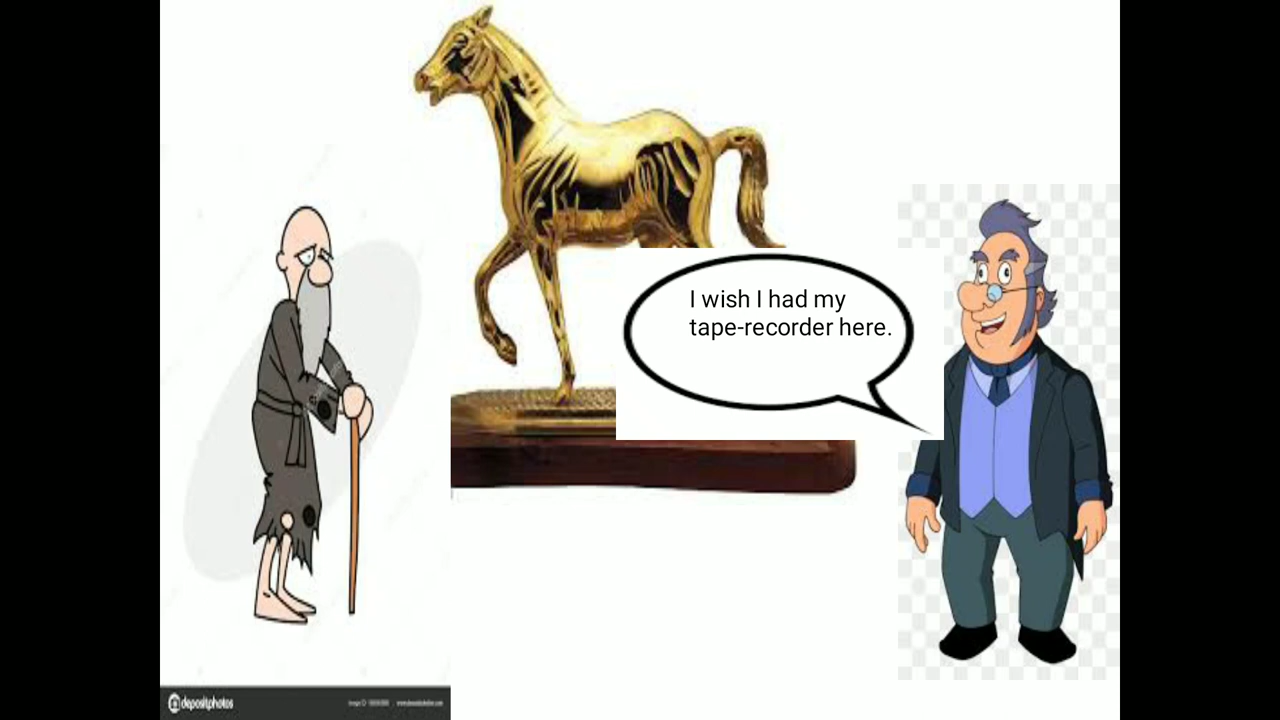 I wish I had my
tape-recorder here.
depositphotos